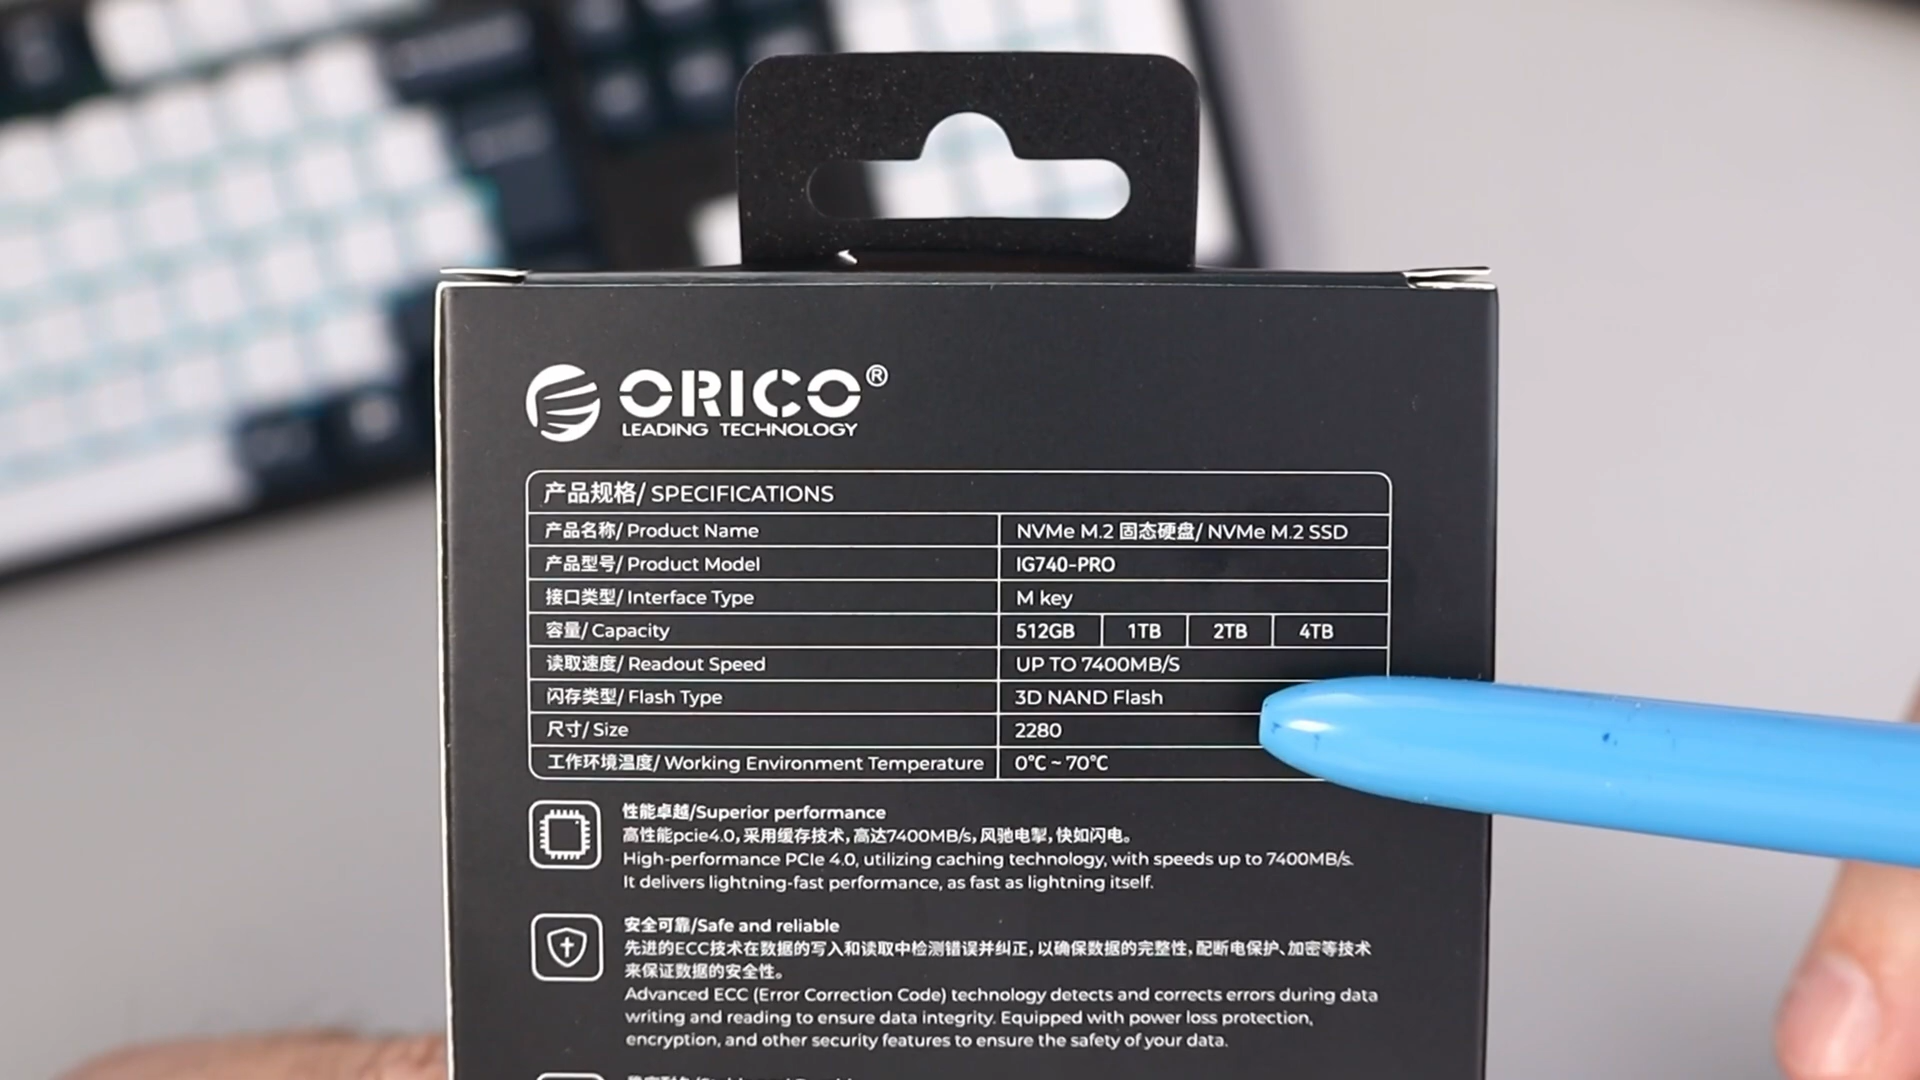 ORICO®
LEADING TECHNOLOGY
产品规格/ SPECIFICATIONS
产品名称/ Product Name NVMe M.2 固态硬盘/ NVMe M.2 SSD
产品型号/ Product Model IG740-PRO
接口类型/ Interface Type M key
容量/ Capacity 512GB 1TB 2TB 4TB
读取速度/ Readout Speed UP TO 7400MB/S
闪存类型/ Flash Type 3D NAND Flash
尺寸/ Size 2280
工作环境温度/ Working Environment Temperature 0℃ ~ 70℃
性能卓越/Superior performance
高性能pcie4.0,采用缓存技术,高达7400MB/s,风驰电掣,快如闪电。
High-performance PCIe 4.0, utilizing caching technology, with speeds up to 7400MB/s.
It delivers lightning-fast performance, as fast as lightning itself.
安全可靠/Safe and reliable
先进的ECC技术在数据的写入和读取中检测错误并纠正,以确保数据的完整性,配断电保护、加密等技术
来保证数据的安全性。
Advanced ECC (Error Correction Code) technology detects and corrects errors during data
writing and reading to ensure data integrity. Equipped with power loss protection,
encryption, and other security features to ensure the safety of your data.